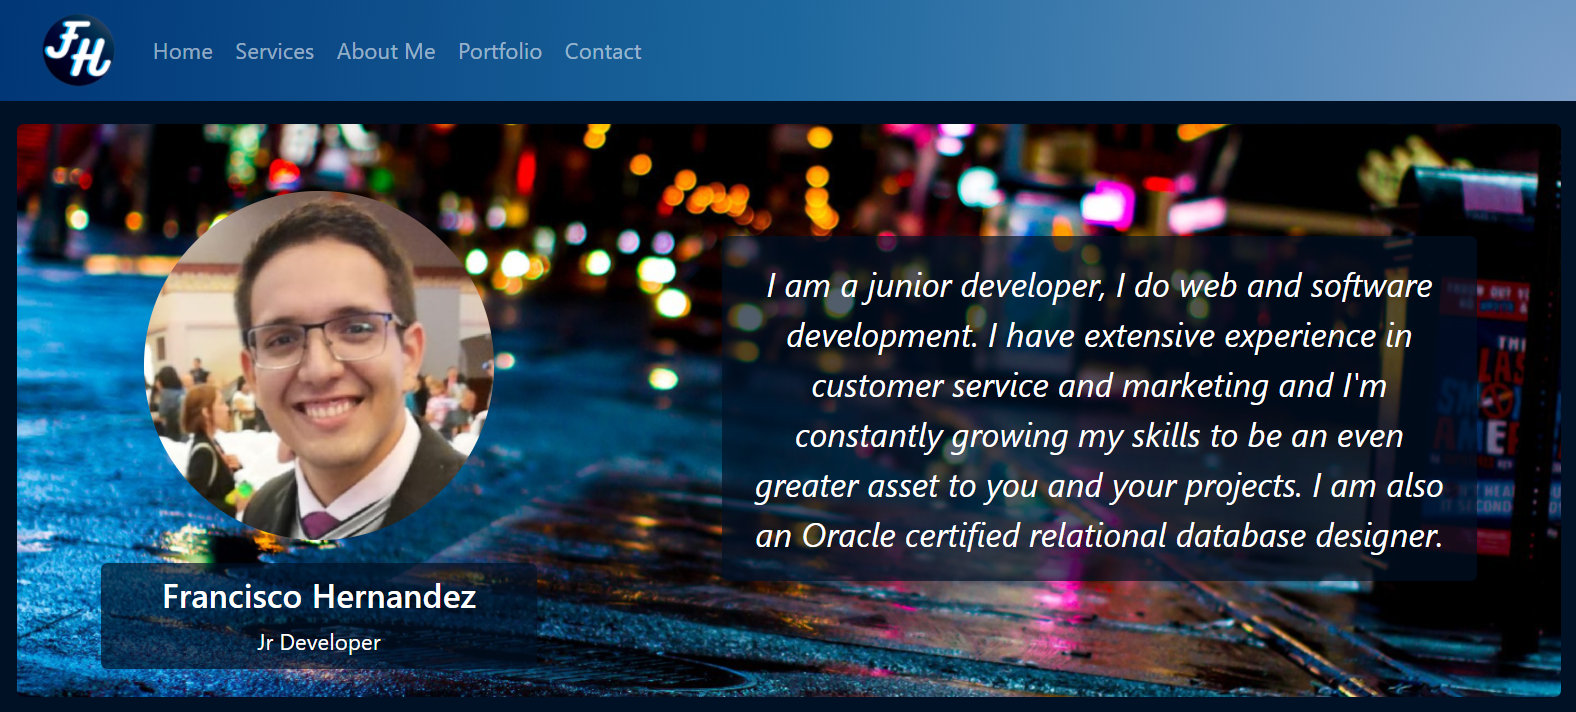 FH
Home Services About Me Portfolio Contact
I am a junior developer, I do web and software
development. I have extensive experience in
customer service and marketing and I'm
constantly growing my skills to be an even
greater asset to you and your projects. I am also
an Oracle certified relational database designer.
Francisco Hernandez
Jr Developer